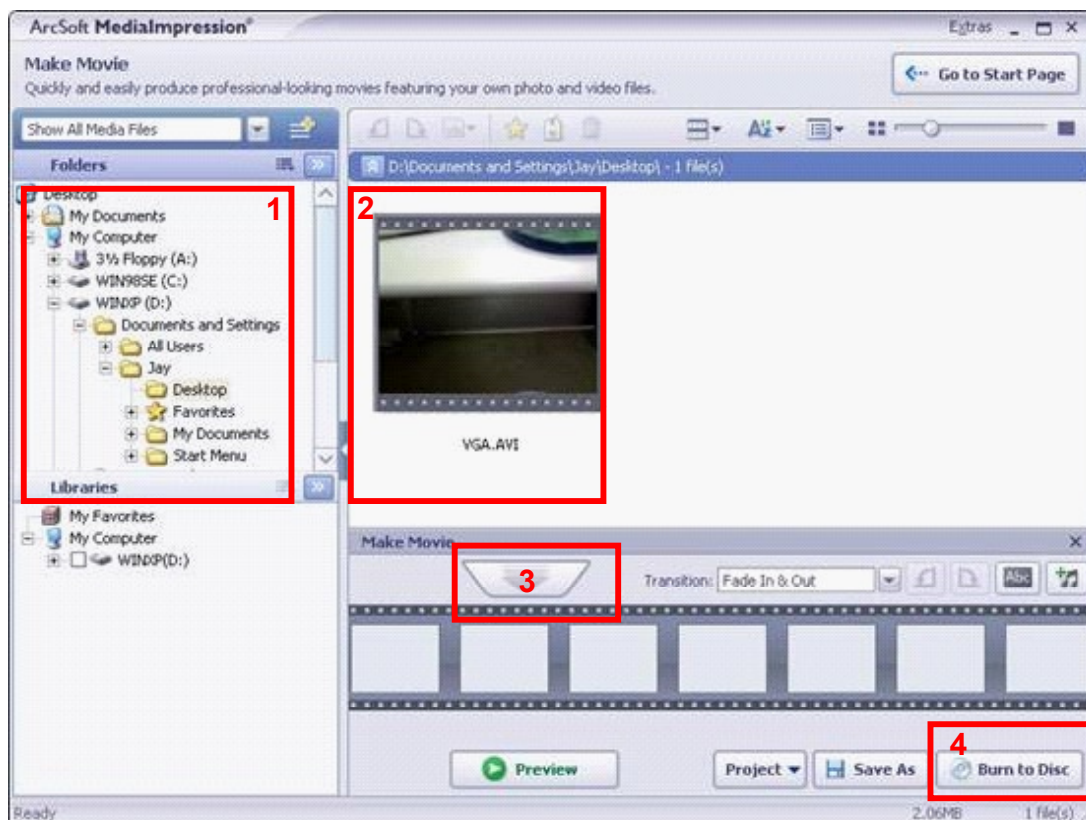 ArcSoft MediaImpression®
Extras
Make Movie
Quickly and easily produce professional-looking movies featuring your own photo and video files.
Go to Start Page
Show All Media Files
Folders
D:\Documents and Settings\Jay\Desktop\ - 1 file(s)
Desktop
1
My Documents
My Computer
3½ Floppy (A:)
WIN98SE (C:)
WINXP (D:)
Documents and Settings
All Users
Jay
Desktop
Favorites
My Documents
Start Menu
2
VGA.AVI
Libraries
My Favorites
My Computer
WINXP(D:)
Make Movie
3
Transition: Fade In & Out
Abc
4
Preview
Project
Save As
Burn to Disc
Ready
2.06MB
1 file(s)